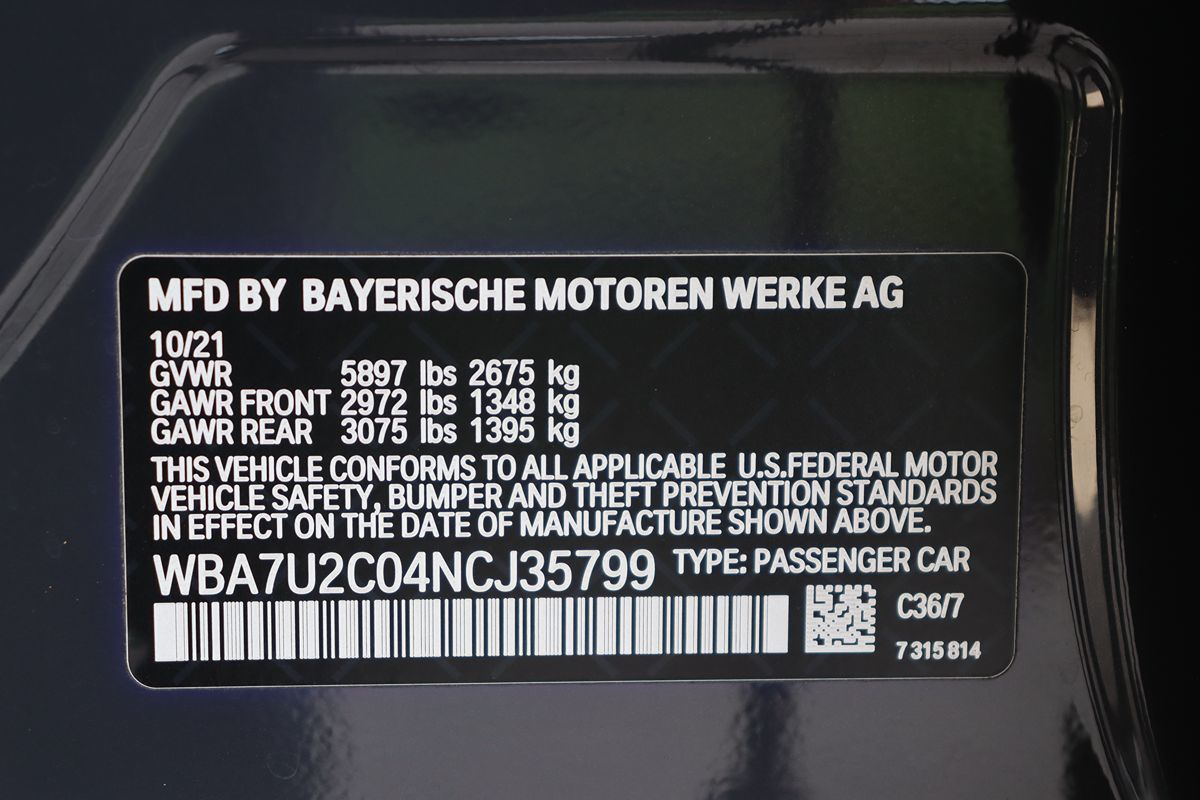 MFD BY BAYERISCHE MOTOREN WERKE AG
10/21
GVWR 5897 lbs 2675 kg
GAWR FRONT 2972 lbs 1348 kg
GAWR REAR 3075 lbs 1395 kg
THIS VEHICLE CONFORMS TO ALL APPLICABLE U.S.FEDERAL MOTOR
VEHICLE SAFETY, BUMPER AND THEFT PREVENTION STANDARDS
IN EFFECT ON THE DATE OF MANUFACTURE SHOWN ABOVE.
WBA7U2C04NCJ35799 TYPE: PASSENGER CAR
C36/7
7 315 814